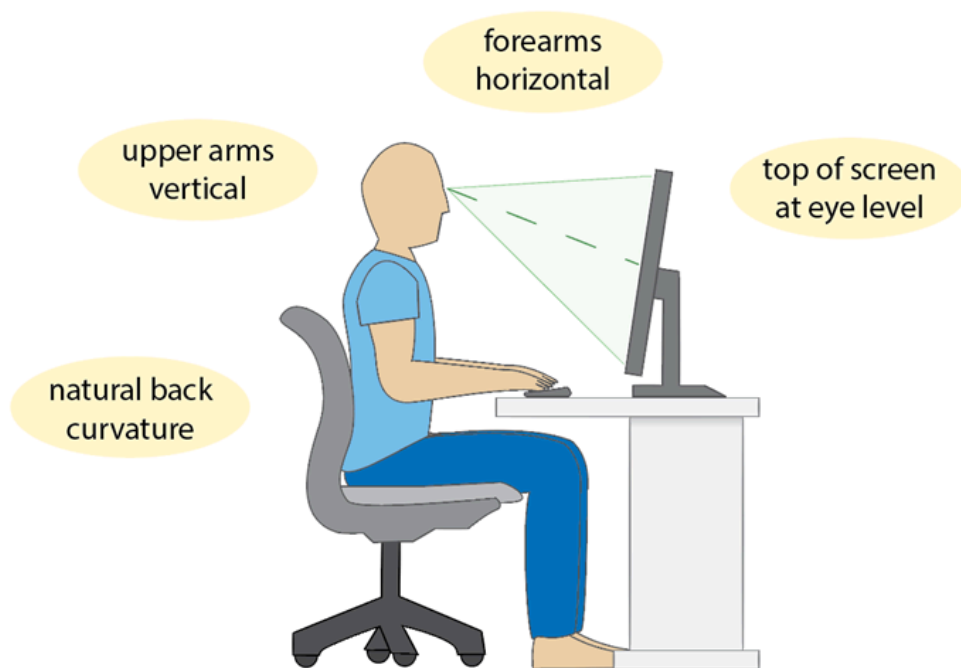 forearms
horizontal
upper arms
vertical
top of screen
at eye level
natural back
curvature